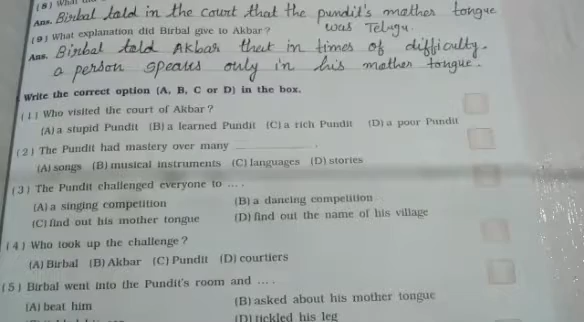 (8) What
Ans. Birbal told in the court that the pundit's mother tongue
was Telugu.
(9) What explanation did Birbal give to Akbar?
Ans. Birbal told Akbar that in times of difficulty.
a person speaks only in his mother tongue.
Write the correct option (A, B, C or D) in the box.
(1) Who visited the court of Akbar?
(A) a stupid Pundit (B) a learned Pundit (C) a rich Pundit (D) a poor Pundit
(2) The Pundit had mastery over many ________.
(A) songs (B) musical instruments (C) languages (D) stories
(3) The Pundit challenged everyone to ....
(A) a singing competition (B) a dancing competition
(C) find out his mother tongue (D) find out the name of his village
(4) Who took up the challenge?
(A) Birbal (B) Akbar (C) Pundit (D) courtiers
(5) Birbal went into the Pundit's room and ....
(A) beat him (B) asked about his mother tongue
(D) tickled his leg